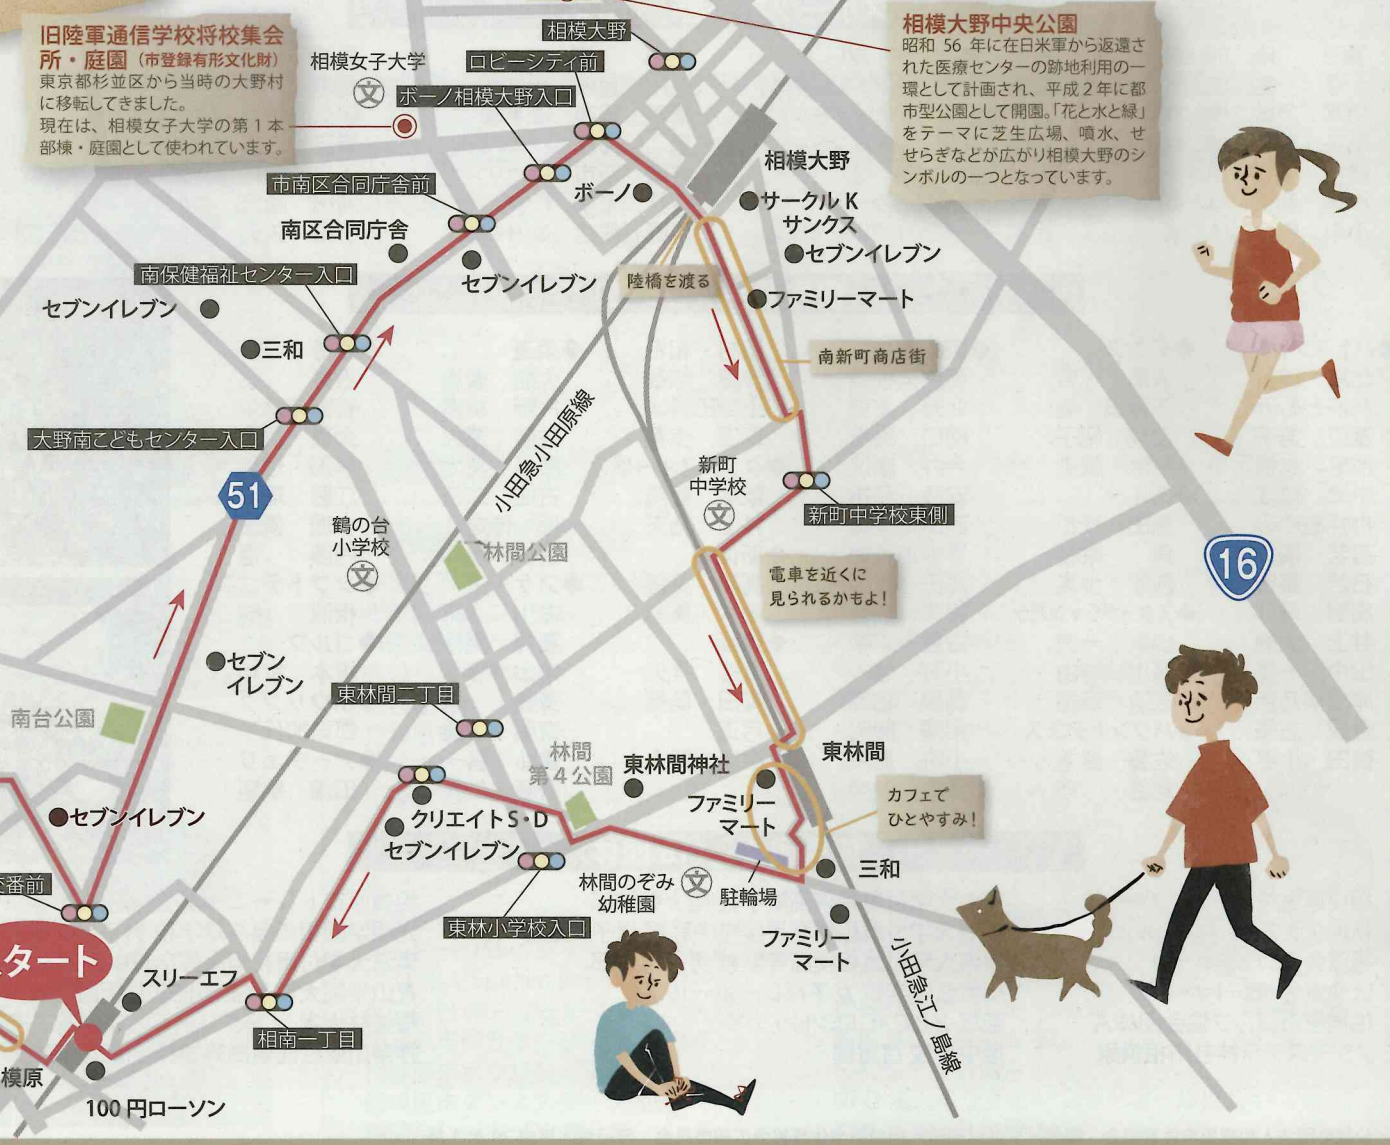 旧陸軍通信学校将校集会
所・庭園（市登録有形文化財）
東京都杉並区から当時の大野村
に移転してきました。
現在は、相模女子大学の第１本
部棟・庭園として使われています。
相模女子大学
文
相模大野
ロビーシティ前
ボーノ相模大野入口
相模大野中央公園
昭和 56 年に在日米軍から返還さ
れた医療センターの跡地利用の一
環として計画され、平成２年に都
市型公園として開園。「花と水と緑」
をテーマに芝生広場、噴水、せ
せらぎなどが広がり相模大野のシ
ンボルの一つとなっています。
相模大野
ボーノ
サークル K
サンクス
セブンイレブン
ファミリーマート
市南区合同庁舎前
南区合同庁舎
セブンイレブン
南保健福祉センター入口
セブンイレブン
三和
陸橋を渡る
南新町商店街
大野南こどもセンター入口
51
小田急小田原線
新町
中学校
文
新町中学校東側
鶴の台
小学校
文
林間公園
電車を近くに
見られるかもよ！
16
セブン
イレブン
東林間二丁目
南台公園
林間
第４公園
東林間神社
東林間
ファミリー
マート
カフェで
ひとやすみ！
セブンイレブン
クリエイト S・D
セブンイレブン
三和
林間のぞみ
幼稚園
文
駐輪場
交番前
東林小学校入口
ファミリー
マート
小田急江ノ島線
タート
スリーエフ
相南一丁目
模原
100 円ローソン